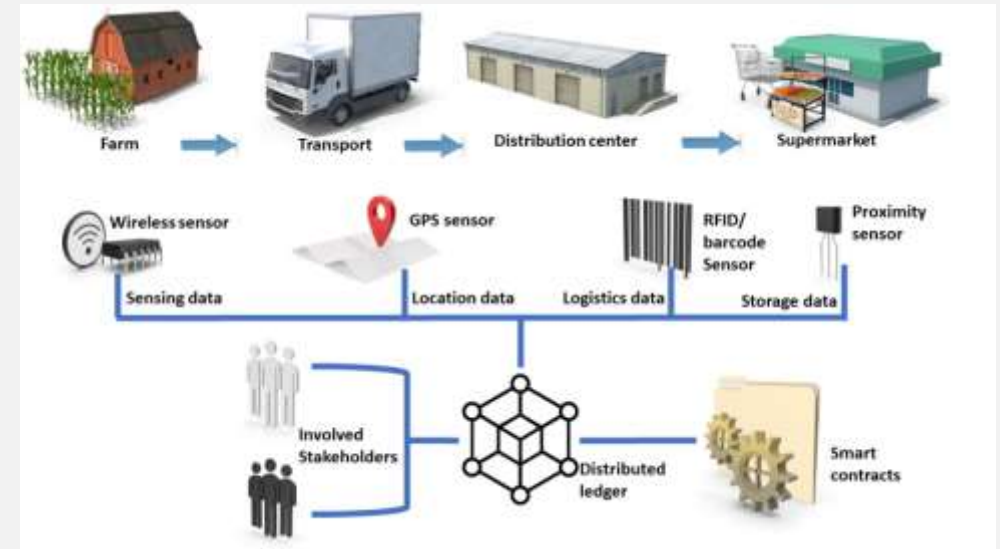 Farm
Transport
Distribution center
Supermarket
Wireless sensor
GPS sensor
RFID/
barcode
Sensor
Proximity
sensor
Sensing data
Location data
Logistics data
Storage data
Involved
Stakeholders
Distributed
ledger
Smart
contracts